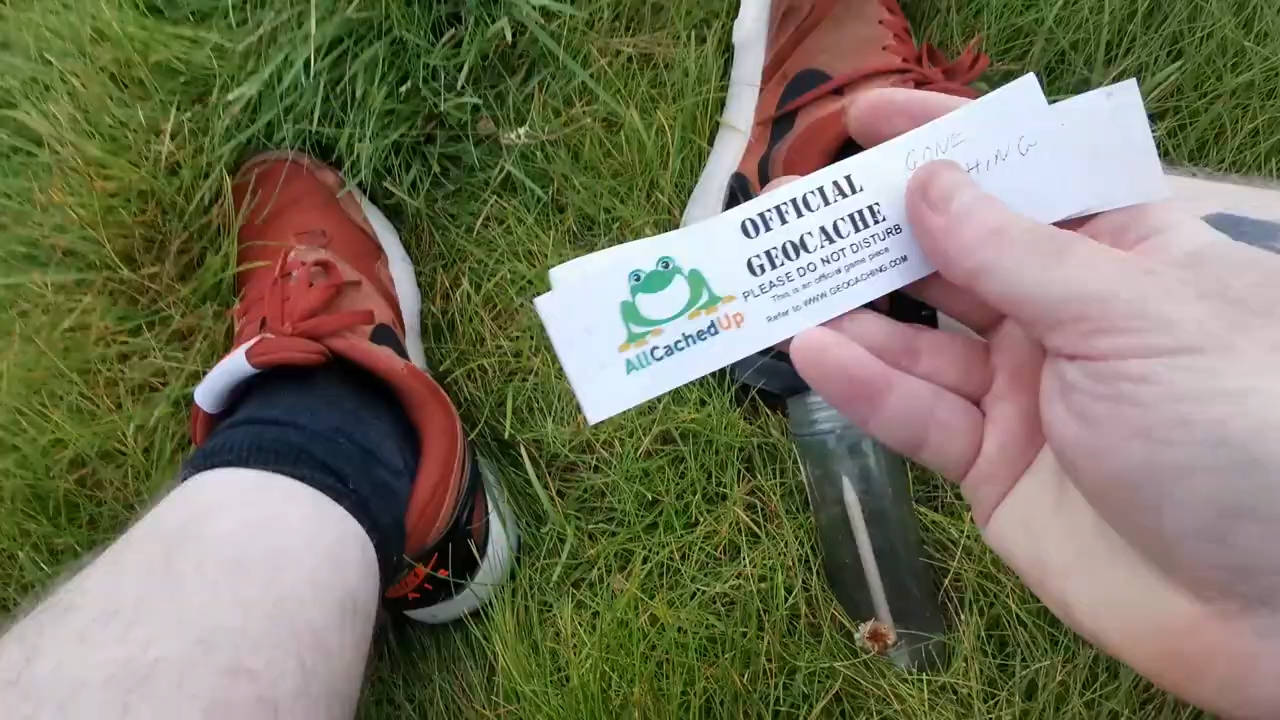 OFFICIAL
GEOCACHE
PLEASE DO NOT DISTURB
This is an official game piece
Refer to WWW.GEOCACHING.COM
AllCachedUp
GONE
HING